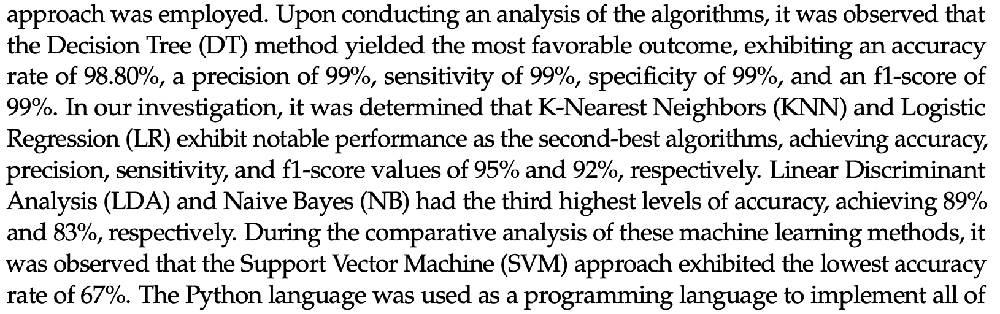 approach was employed. Upon conducting an analysis of the algorithms, it was observed that
the Decision Tree (DT) method yielded the most favorable outcome, exhibiting an accuracy
rate of 98.80%, a precision of 99%, sensitivity of 99%, specificity of 99%, and an f1-score of
99%. In our investigation, it was determined that K-Nearest Neighbors (KNN) and Logistic
Regression (LR) exhibit notable performance as the second-best algorithms, achieving accuracy,
precision, sensitivity, and f1-score values of 95% and 92%, respectively. Linear Discriminant
Analysis (LDA) and Naive Bayes (NB) had the third highest levels of accuracy, achieving 89%
and 83%, respectively. During the comparative analysis of these machine learning methods, it
was observed that the Support Vector Machine (SVM) approach exhibited the lowest accuracy
rate of 67%. The Python language was used as a programming language to implement all of